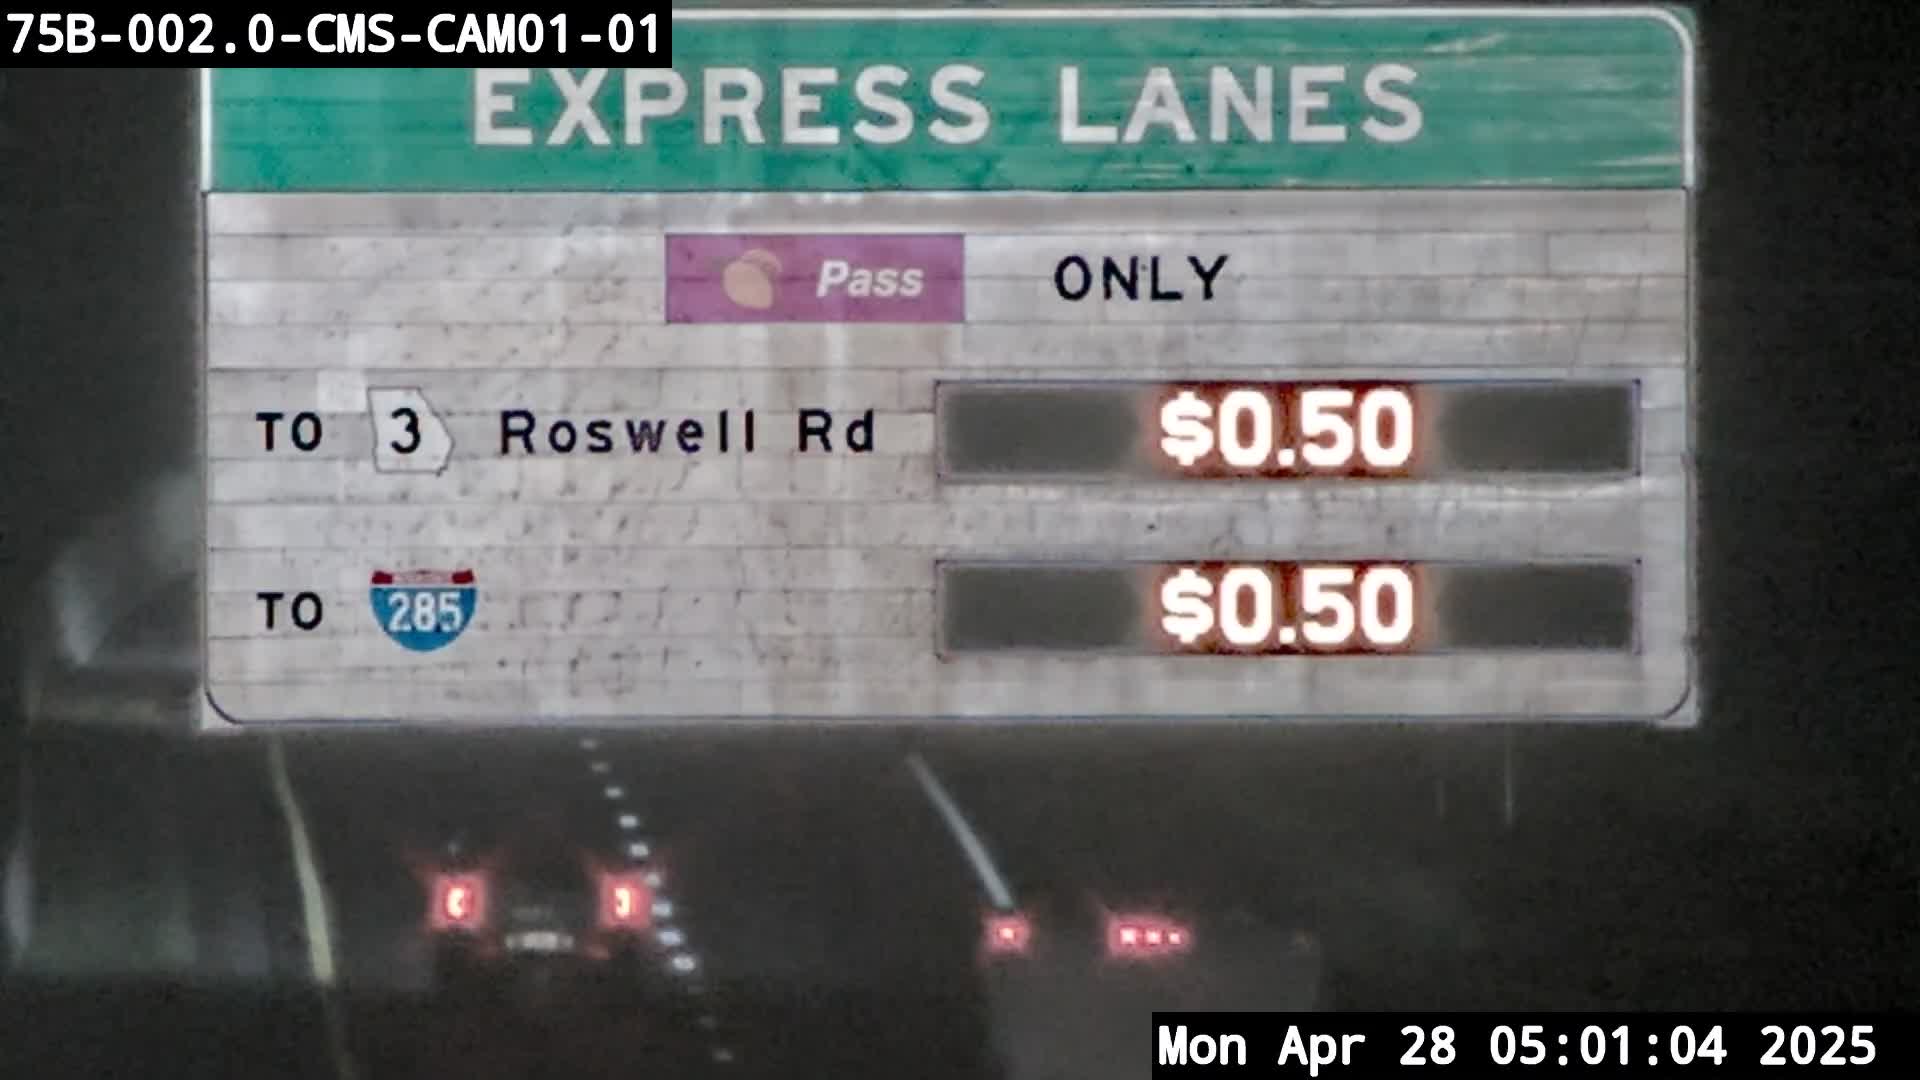 75B-002.0-CMS-CAM01-01
EXPRESS LANES
Pass ONLY
TO 3 Roswell Rd $0.50
TO 285 $0.50
Mon Apr 28 05:01:04 2025